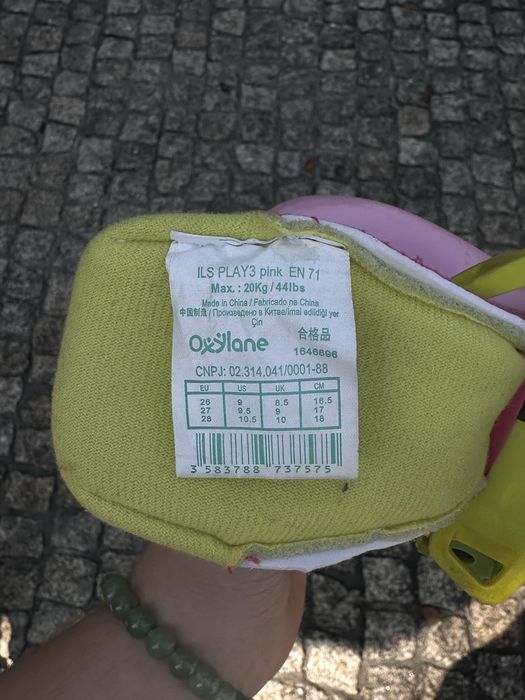 ILS PLAY3 pink EN 71
Max. : 20Kg / 44lbs
Made in China / Fabricado na China
中国制造 / Произведено в Китае/Imal edildiği yer
Çin
Oxylane
合格品
1646696
CNPJ: 02.314.041/0001-88
EU US UK CM
26 9 8.5 16.5
27 9.5 9 17
28 10.5 10 18
3 583788 737575